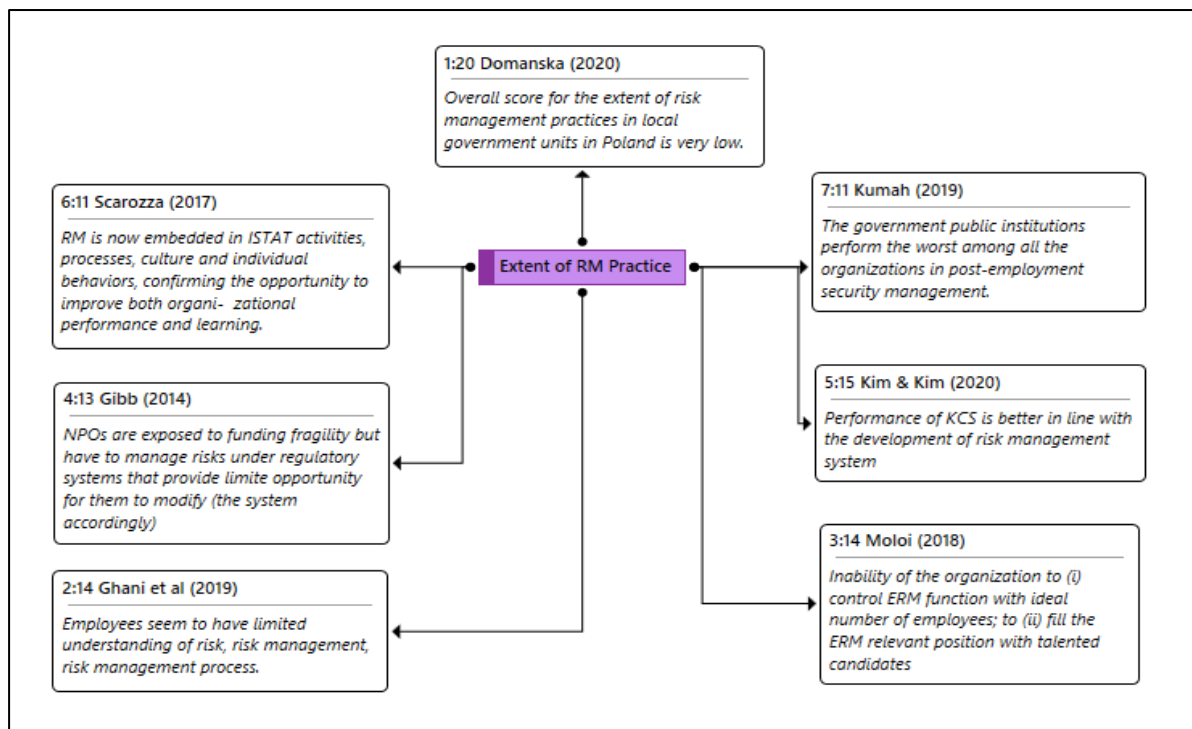 1:20 Domanska (2020)
Overall score for the extent of risk
management practices in local
government units in Poland is very low.
6:11 Scarozza (2017)
RM is now embedded in ISTAT activities,
processes, culture and individual
behaviors, confirming the opportunity to
improve both organi- zational
performance and learning.
7:11 Kumah (2019)
The government public institutions
perform the worst among all the
organizations in post-employment
security management.
Extent of RM Practice
4:13 Gibb (2014)
NPOs are exposed to funding fragility but
have to manage risks under regulatory
systems that provide limite opportunity
for them to modify (the system
accordingly)
5:15 Kim & Kim (2020)
Performance of KCS is better in line with
the development of risk management
system
2:14 Ghani et al (2019)
Employees seem to have limited
understanding of risk, risk management,
risk management process.
3:14 Moloi (2018)
Inability of the organization to (i)
control ERM function with ideal
number of employees; to (ii) fill the
ERM relevant position with talented
candidates